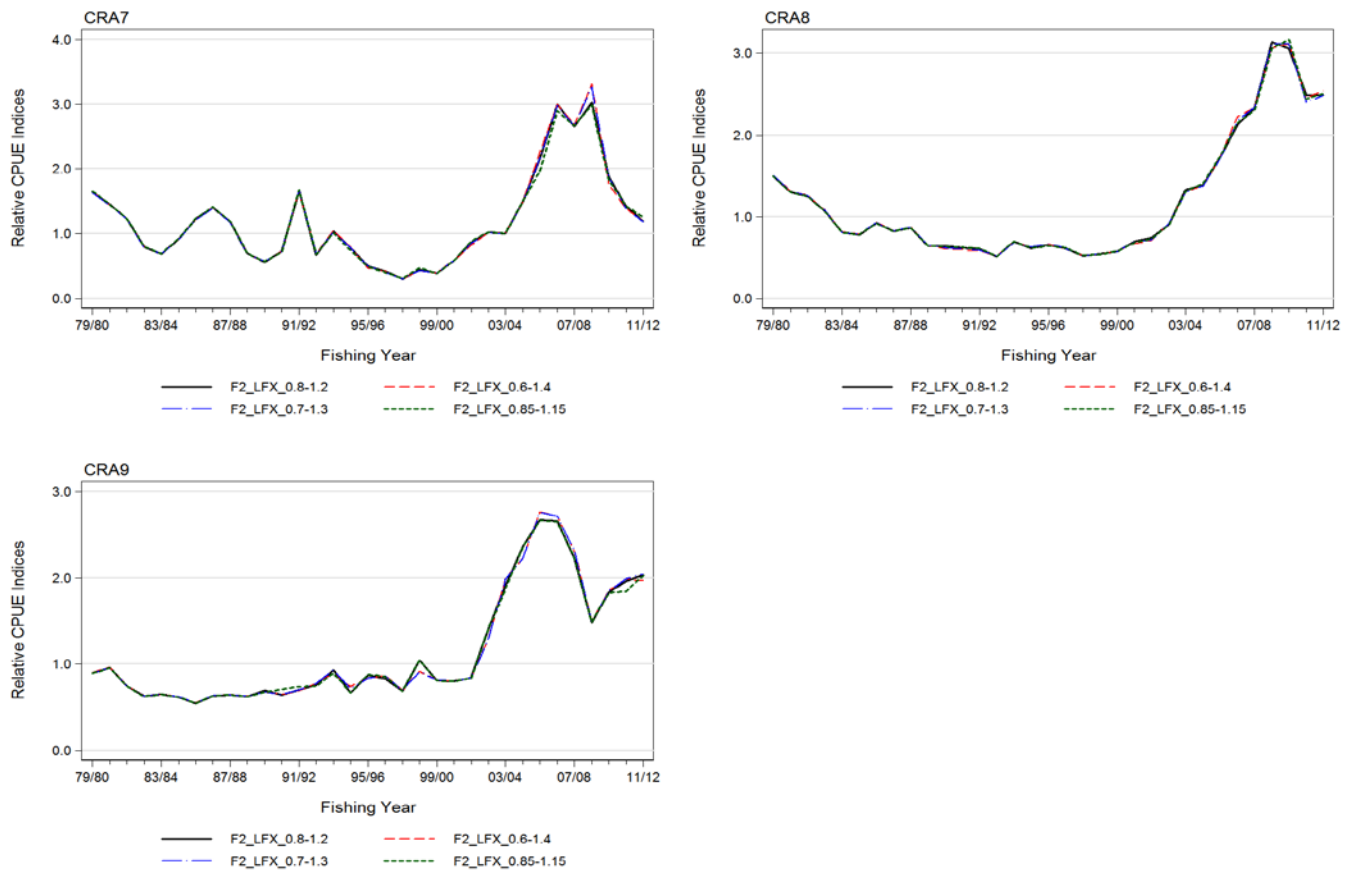 CRA7
4.0
3.0
2.0
1.0
0.0
Relative CPUE Indices
79/80 83/84 87/88 91/92 95/96 99/00 03/04 07/08 11/12
Fishing Year
F2_LFX_0.8-1.2 F2_LFX_0.6-1.4
F2_LFX_0.7-1.3 F2_LFX_0.85-1.15
CRA8
3.0
2.0
1.0
0.0
Relative CPUE Indices
79/80 83/84 87/88 91/92 95/96 99/00 03/04 07/08 11/12
Fishing Year
F2_LFX_0.8-1.2 F2_LFX_0.6-1.4
F2_LFX_0.7-1.3 F2_LFX_0.85-1.15
CRA9
3.0
2.0
1.0
0.0
Relative CPUE Indices
79/80 83/84 87/88 91/92 95/96 99/00 03/04 07/08 11/12
Fishing Year
F2_LFX_0.8-1.2 F2_LFX_0.6-1.4
F2_LFX_0.7-1.3 F2_LFX_0.85-1.15